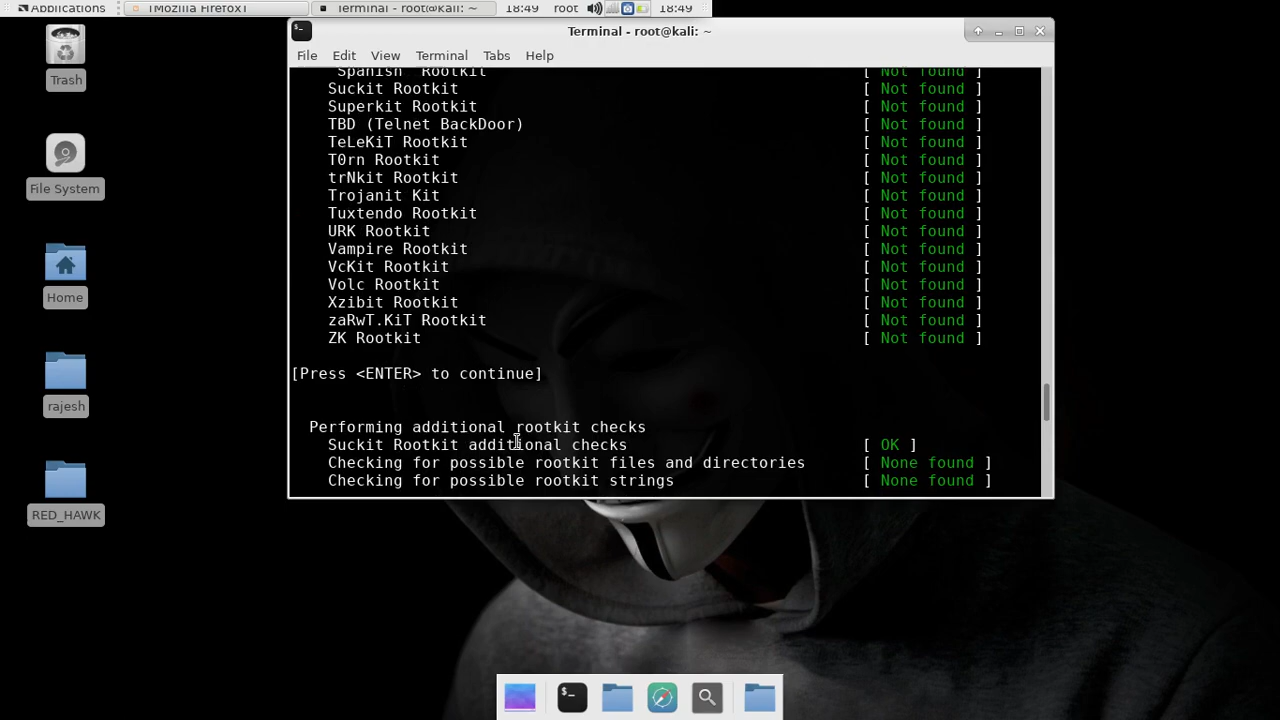 Applications
[Mozilla Firefox]
Terminal - root@kali: ~
18:49
root
18:49
Terminal - root@kali: ~
File Edit View Terminal Tabs Help
Trash
File System
Home
rajesh
RED_HAWK
'Spanish' Rootkit [ Not found ]
Suckit Rootkit [ Not found ]
Superkit Rootkit [ Not found ]
TBD (Telnet BackDoor) [ Not found ]
TeLeKiT Rootkit [ Not found ]
T0rn Rootkit [ Not found ]
trNkit Rootkit [ Not found ]
Trojanit Kit [ Not found ]
Tuxtendo Rootkit [ Not found ]
URK Rootkit [ Not found ]
Vampire Rootkit [ Not found ]
VcKit Rootkit [ Not found ]
Volc Rootkit [ Not found ]
Xzibit Rootkit [ Not found ]
zaRwT.KiT Rootkit [ Not found ]
ZK Rootkit [ Not found ]
[Press <ENTER> to continue]
Performing additional rootkit checks
Suckit Rootkit additional checks [ OK ]
Checking for possible rootkit files and directories [ None found ]
Checking for possible rootkit strings [ None found ]
$_